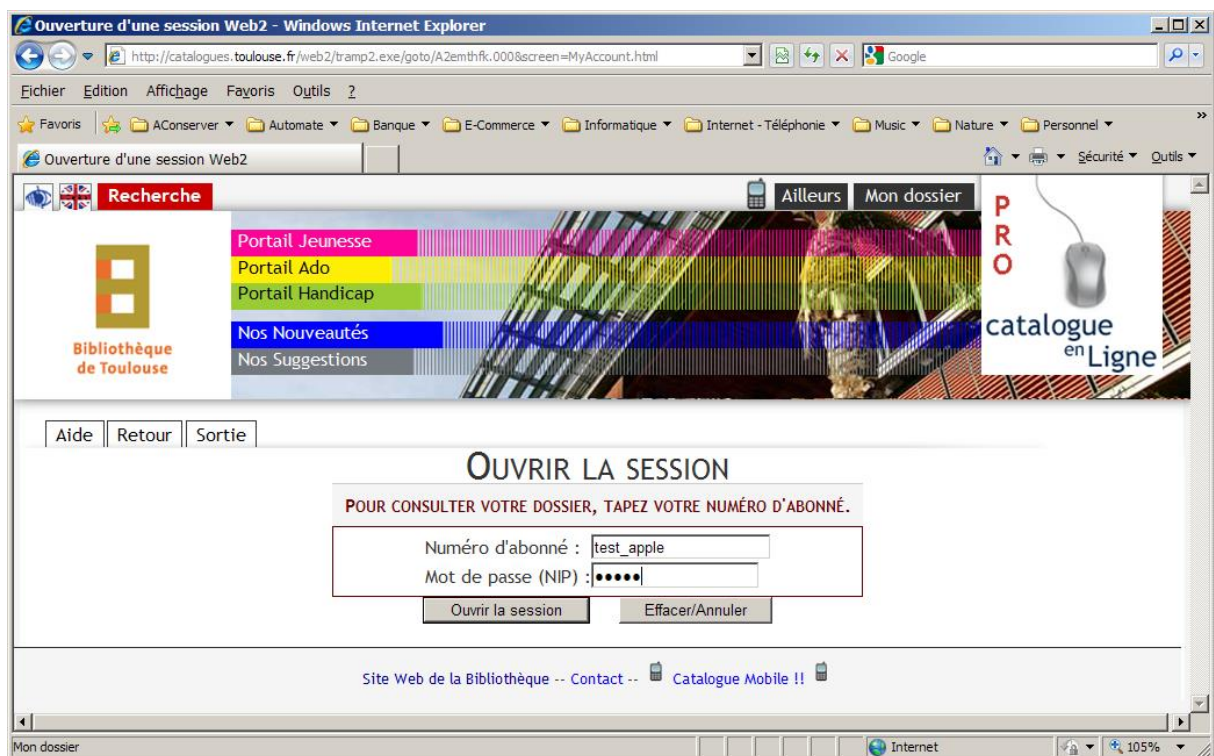 Ouverture d'une session Web2 - Windows Internet Explorer
http://catalogues.toulouse.fr/web2/tramp2.exe/goto/A2emthfk.000&screen=MyAccount.html Google
Fichier Edition Affichage Favoris Outils ?
Favoris AConserver Automate Banque E-Commerce Informatique Internet - Téléphonie Music Nature Personnel »
Ouverture d'une session Web2 Sécurité Outils
Recherche Ailleurs Mon dossier
PRO
Portail Jeunesse
Portail Ado
Portail Handicap
Nos Nouveautés
Nos Suggestions
Bibliothèque
de Toulouse
catalogue
en Ligne
Aide Retour Sortie
OUVRIR LA SESSION
POUR CONSULTER VOTRE DOSSIER, TAPEZ VOTRE NUMÉRO D'ABONNÉ.
Numéro d'abonné : test_apple
Mot de passe (NIP) : •••••
Ouvrir la session Effacer/Annuler
Site Web de la Bibliothèque -- Contact -- Catalogue Mobile !!
Mon dossier Internet 105%